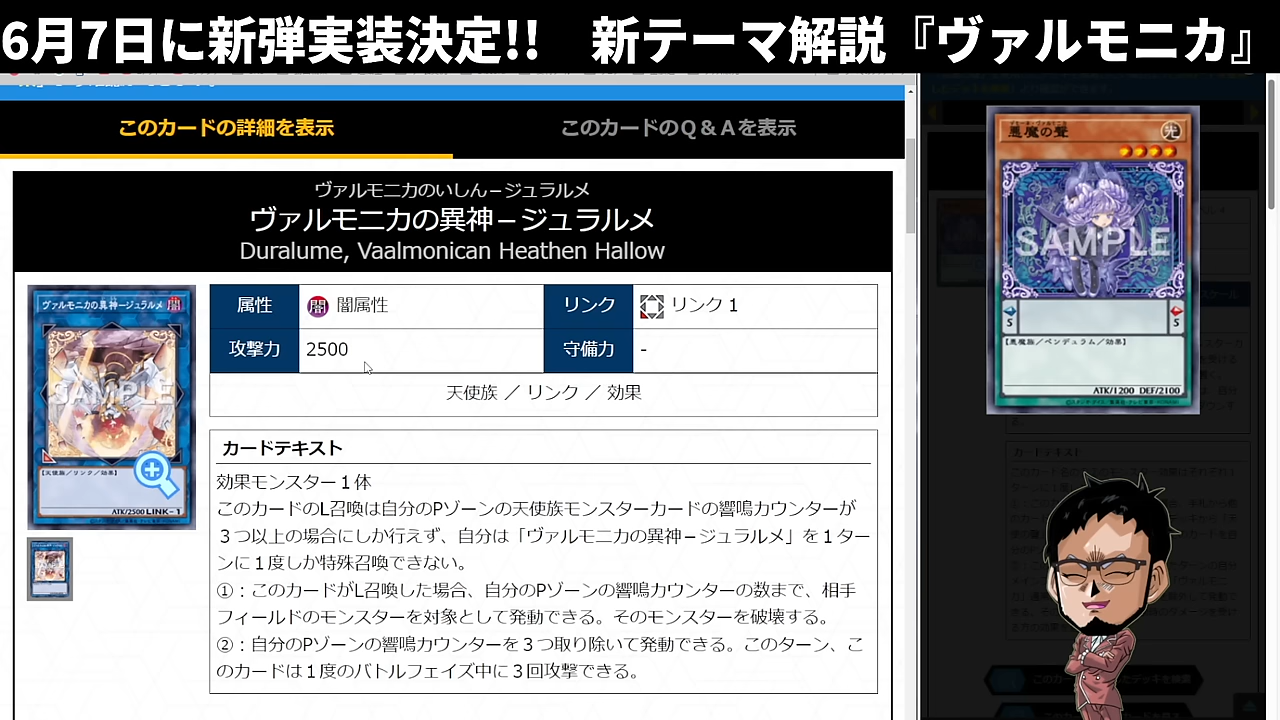 6月7日に新弾実装決定!!　新テーマ解説『ヴァルモニカ』
このカードの詳細を表示
このカードのＱ＆Ａを表示
ヴァルモニカのいしん－ジュラルメ
ヴァルモニカの異神－ジュラルメ
Duralume, Vaalmonican Heathen Hallow
ヴァルモニカの異神－ジュラルメ 闇
SAMPLE
[天使族／リンク／効果]
ATK/2500 LINK-1
属性
闇 闇属性
リンク
リンク 1
攻撃力
2500
守備力
-
天使族 ／ リンク ／ 効果
カードテキスト
効果モンスター１体
このカードのL召喚は自分のPゾーンの天使族モンスターカードの響鳴カウンターが
３つ以上の場合にしか行えず、自分は「ヴァルモニカの異神－ジュラルメ」を１ター
ンに１度しか特殊召喚できない。
①：このカードがL召喚した場合、自分のPゾーンの響鳴カウンターの数まで、相手
フィールドのモンスターを対象として発動できる。そのモンスターを破壊する。
②：自分のPゾーンの響鳴カウンターを３つ取り除いて発動できる。このターン、こ
のカードは１度のバトルフェイズ中に３回攻撃できる。
悪魔の聲 光
SAMPLE
5
5
[悪魔族／ペンデュラム／効果]
ATK/1200 DEF/2100
カードテキスト